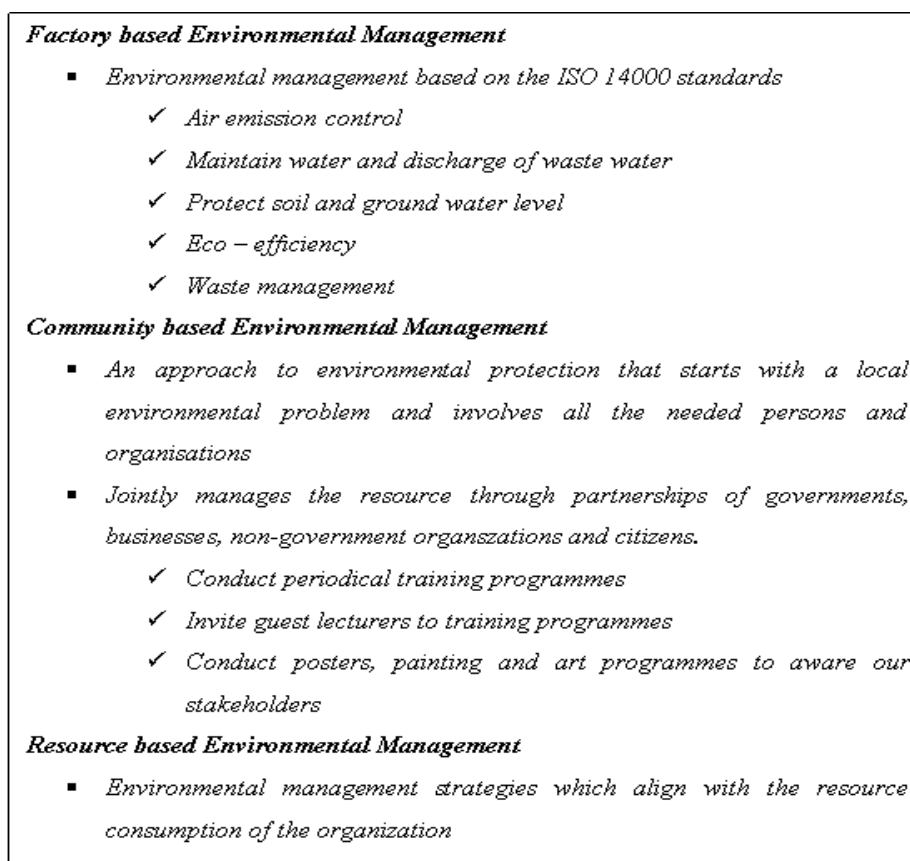 Factory based Environmental Management
▪ Environmental management based on the ISO 14000 standards
✓ Air emission control
✓ Maintain water and discharge of waste water
✓ Protect soil and ground water level
✓ Eco – efficiency
✓ Waste management
Community based Environmental Management
▪ An approach to environmental protection that starts with a local
environmental problem and involves all the needed persons and
organisations
▪ Jointly manages the resource through partnerships of governments,
businesses, non-government organszations and citizens.
✓ Conduct periodical training programmes
✓ Invite guest lecturers to training programmes
✓ Conduct posters, painting and art programmes to aware our
stakeholders
Resource based Environmental Management
▪ Environmental management strategies which align with the resource
consumption of the organization